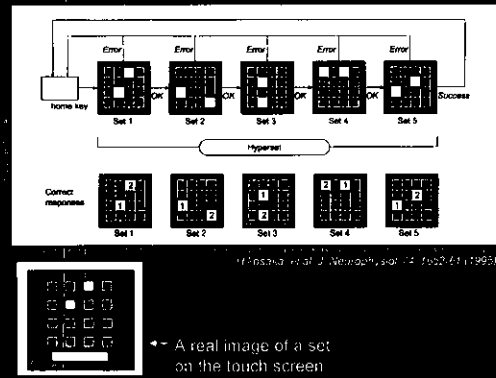 Error Error Error Error Error
home key
OK OK OK OK Success
Set 1 Set 2 Set 3 Set 4 Set 5
Hyperset
Correct
responses
2 1
1 2
1 2
2 1
2 1
Set 1 Set 2 Set 3 Set 4 Set 5
(1995)
A real image of a set
on the touch screen